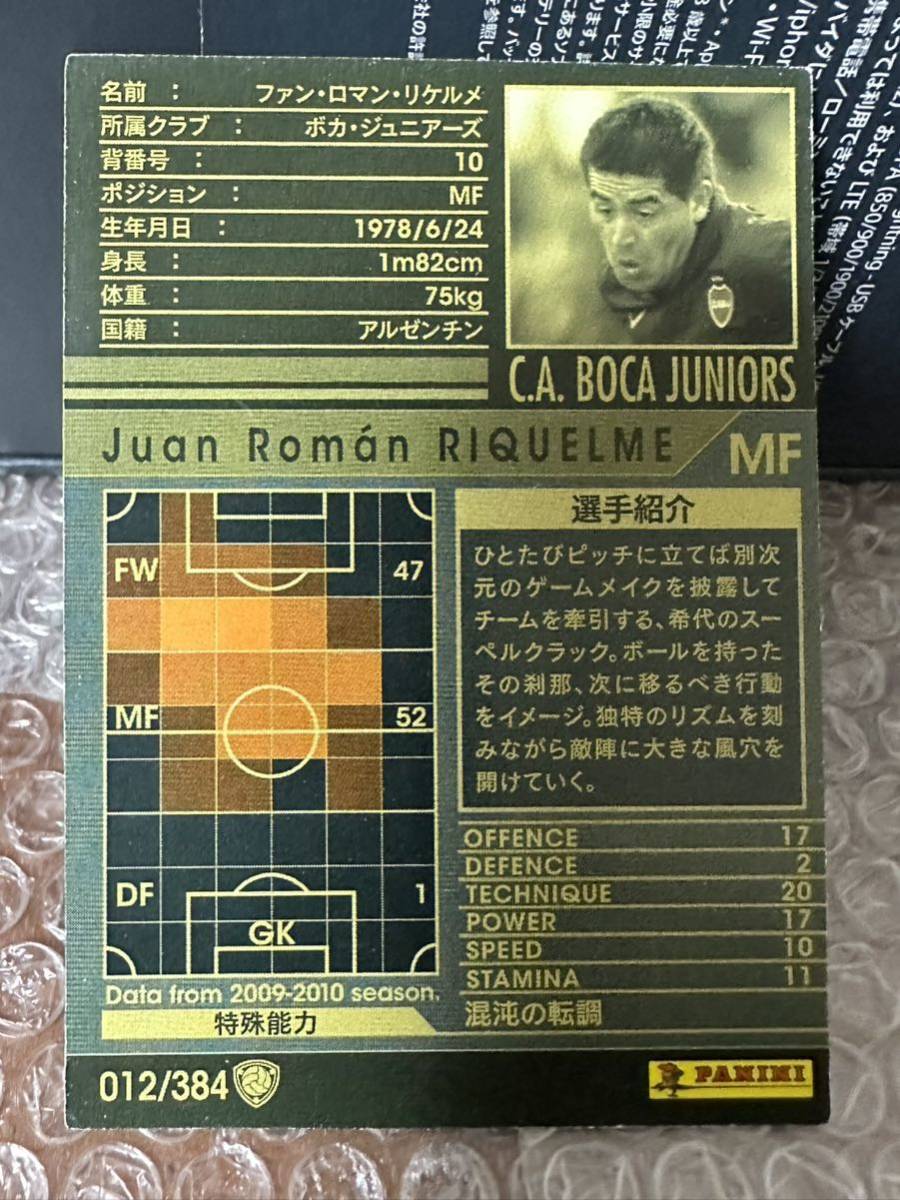 名前 : ファン・ロマン・リケルメ
所属クラブ : ボカ・ジュニアーズ
背番号 : 10
ポジション : MF
生年月日 : 1978/6/24
身長 : 1m82cm
体重 : 75kg
国籍 : アルゼンチン
C.A. BOCA JUNIORS
Juan Román RIQUELME
MF
FW 47
MF 52
DF 1
GK
Data from 2009-2010 season.
選手紹介
ひとたびピッチに立てば別次
元のゲームメイクを披露して
チームを牽引する、希代のスー
ペルクラック。ボールを持った
その刹那、次に移るべき行動
をイメージ。独特のリズムを刻
みながら敵陣に大きな風穴を
開けていく。
OFFENCE 17
DEFENCE 2
TECHNIQUE 20
POWER 17
SPEED 10
STAMINA 11
特殊能力
混沌の転調
012/384
PANINI